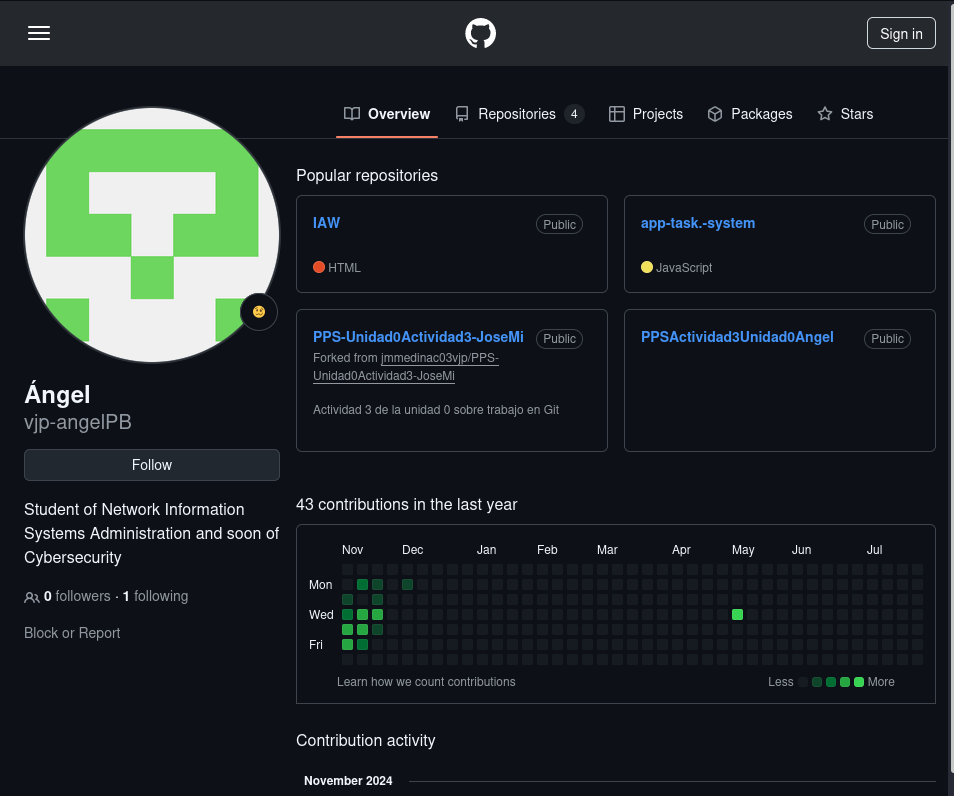 Sign in
Overview
Repositories 4
Projects
Packages
Stars
Ángel
vjp-angelPB
Follow
Student of Network Information
Systems Administration and soon of
Cybersecurity
0 followers · 1 following
Block or Report
Popular repositories
IAW
Public
HTML
app-task.-system
Public
JavaScript
PPS-Unidad0Actividad3-JoseMi
Public
Forked from jmmedinac03vjp/PPS-
Unidad0Actividad3-JoseMi
Actividad 3 de la unidad 0 sobre trabajo en Git
PPSActividad3Unidad0Angel
Public
43 contributions in the last year
Nov Dec Jan Feb Mar Apr May Jun Jul
Mon
Wed
Fri
Learn how we count contributions
Less More
Contribution activity
November 2024